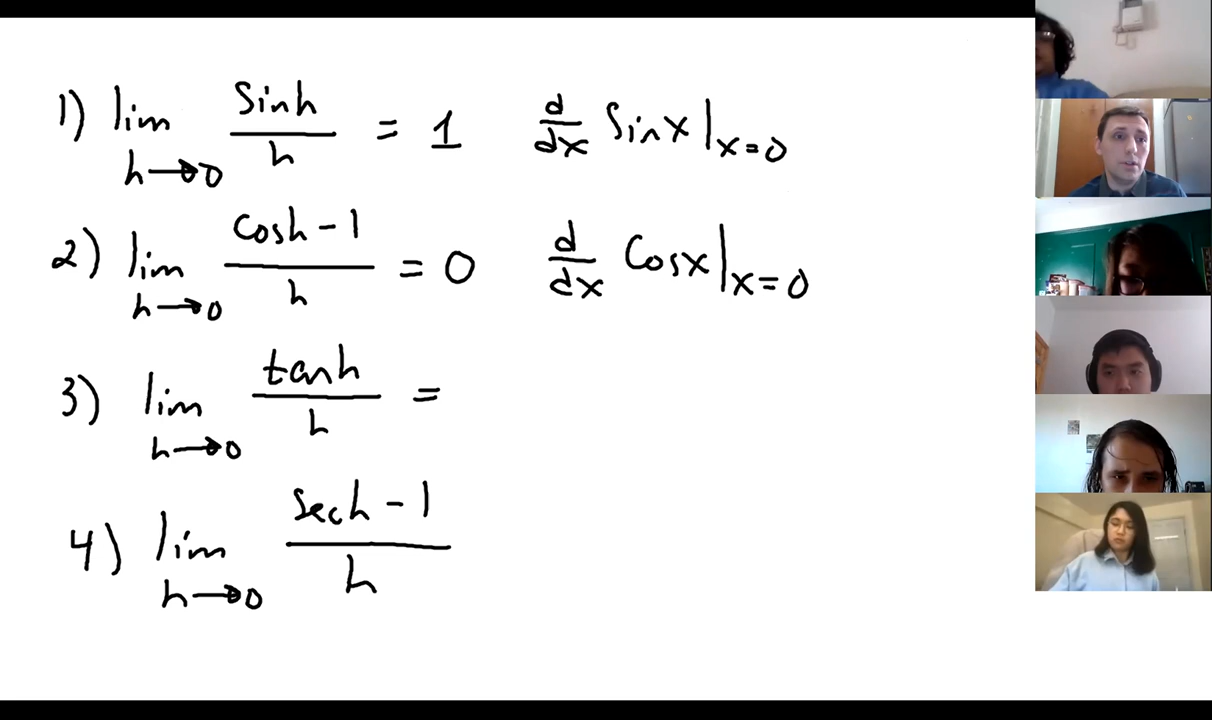 1) lim h→0 sinh/h = 1 d/dx sinx|x=0
2) lim h→0 cosh-1/h = 0 d/dx cosx|x=0
3) lim h→0 tanh/h =
4) lim h→0 sech-1/h